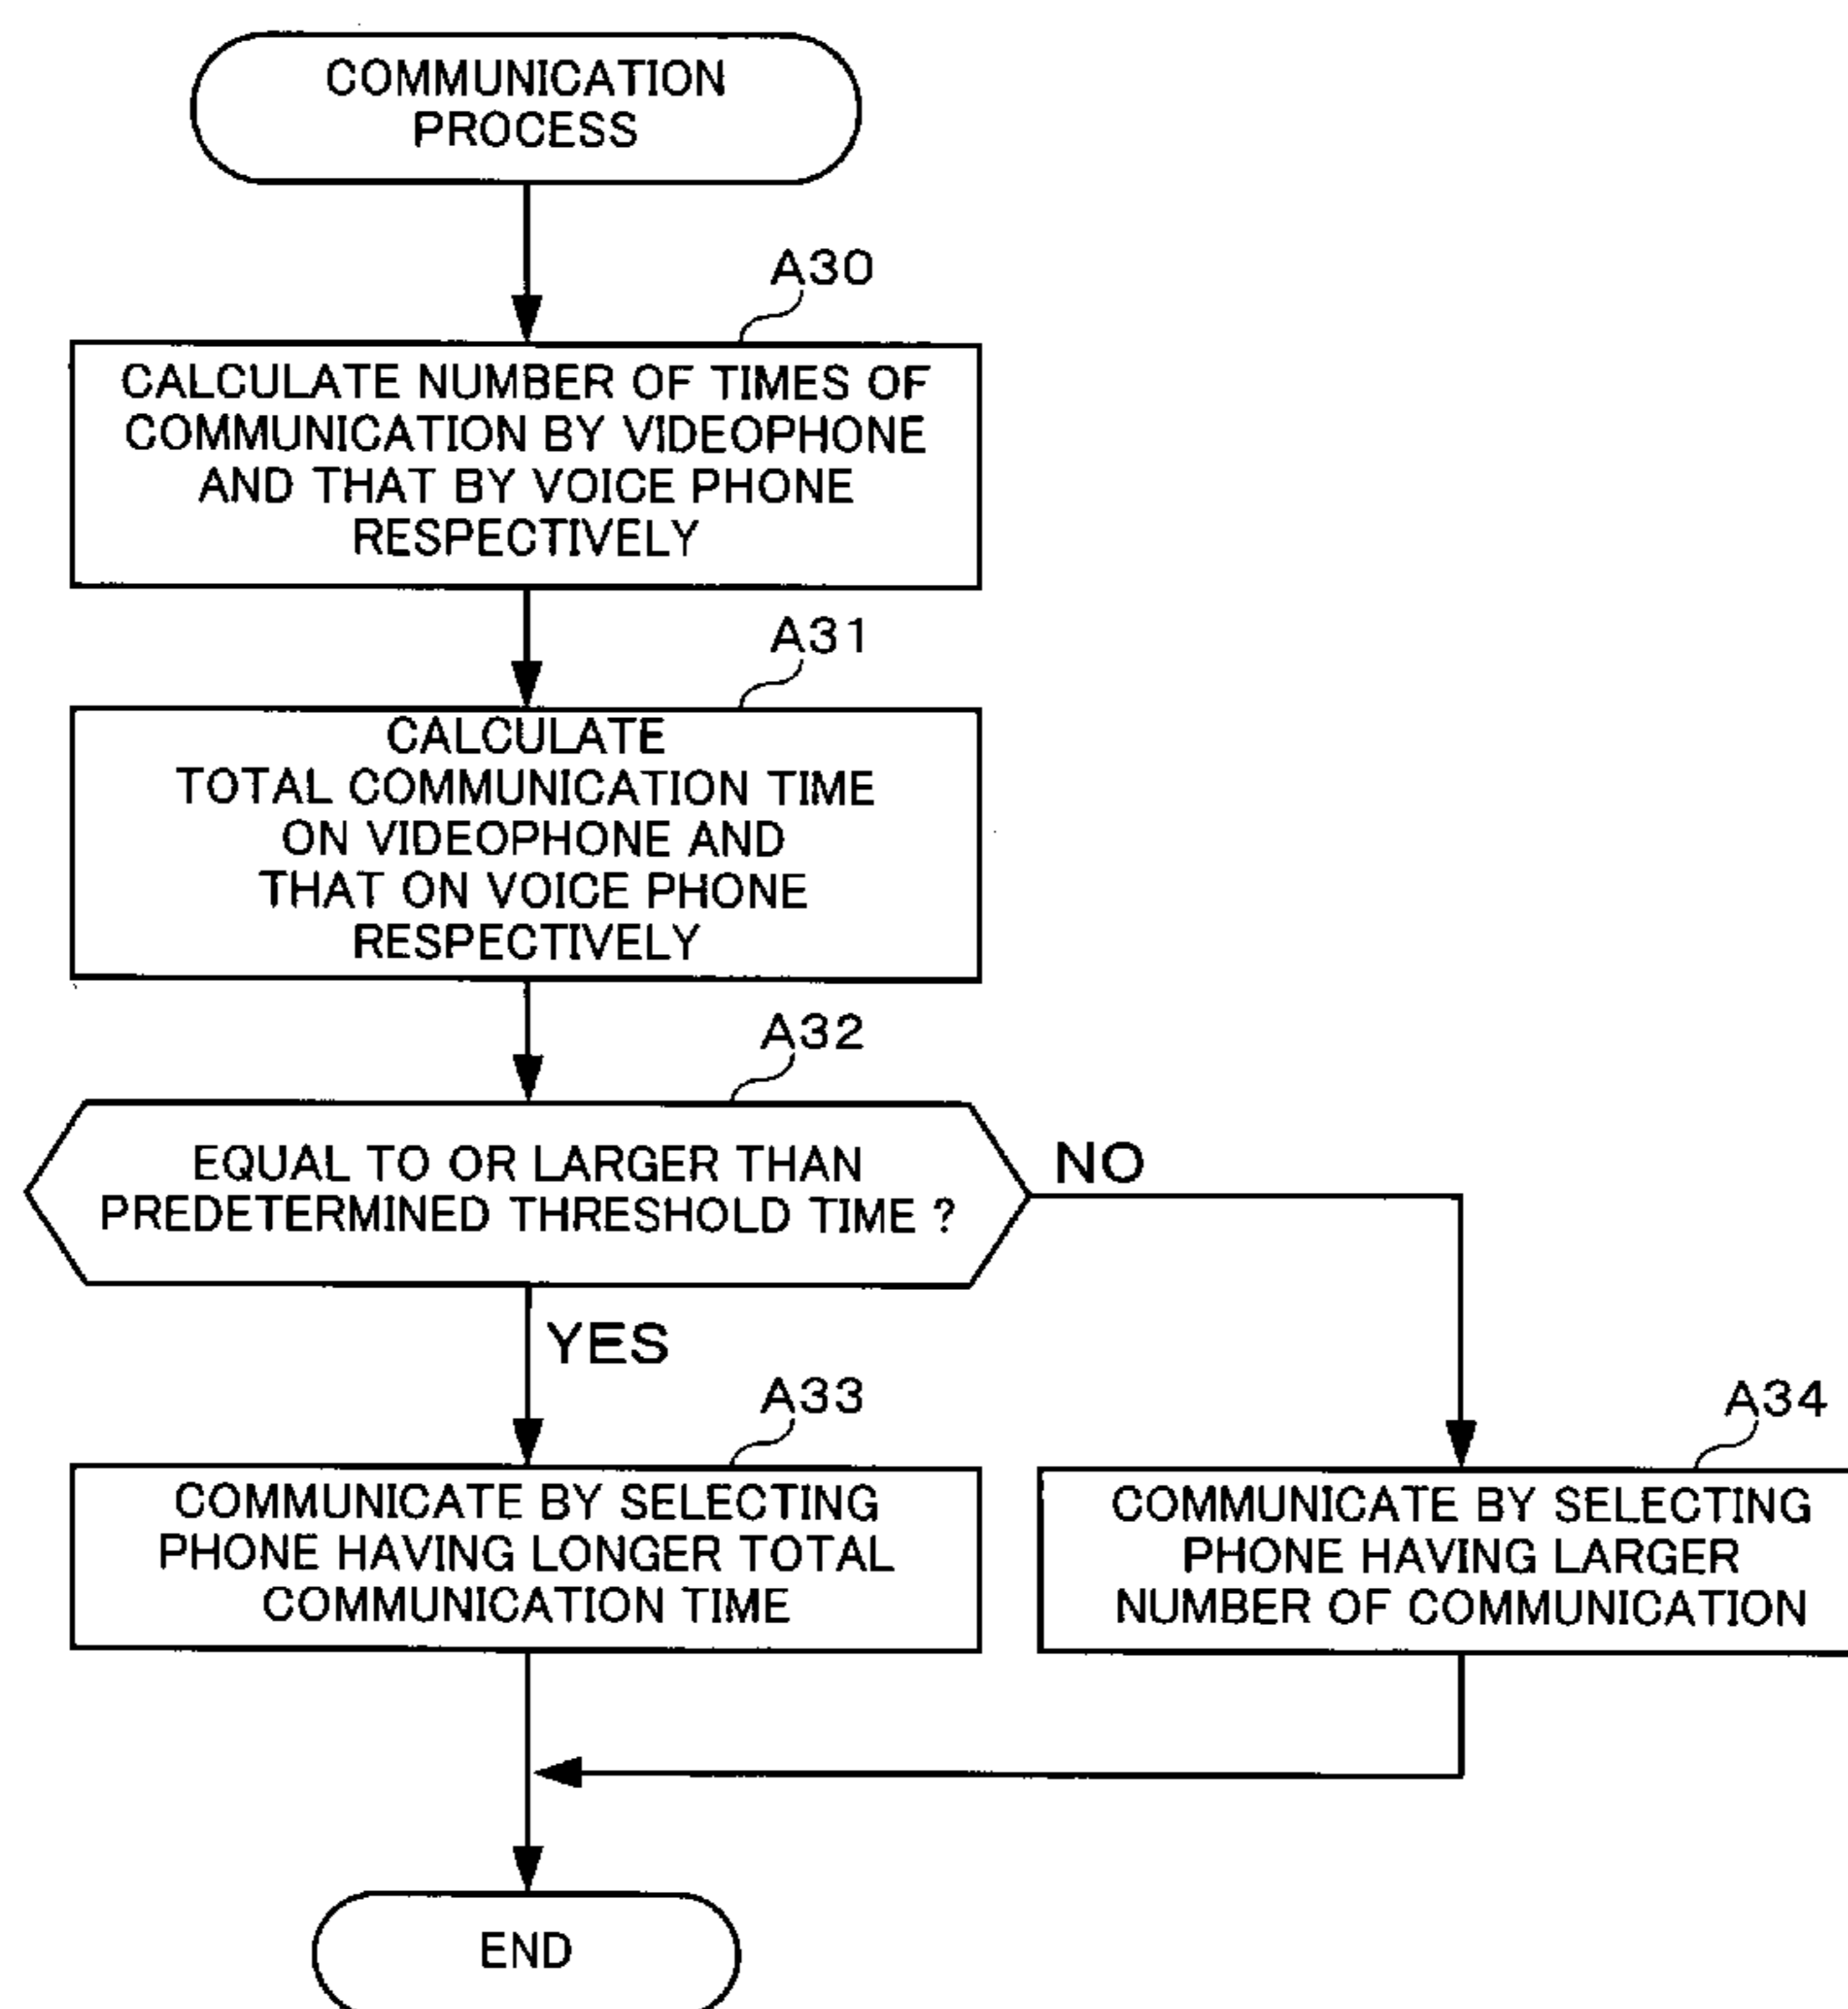 COMMUNICATION
PROCESS
A30
CALCULATE NUMBER OF TIMES OF
COMMUNICATION BY VIDEOPHONE
AND THAT BY VOICE PHONE
RESPECTIVELY
A31
CALCULATE
TOTAL COMMUNICATION TIME
ON VIDEOPHONE AND
THAT ON VOICE PHONE
RESPECTIVELY
A32
EQUAL TO OR LARGER THAN
PREDETERMINED THRESHOLD TIME ?
NO
YES
A33
COMMUNICATE BY SELECTING
PHONE HAVING LONGER TOTAL
COMMUNICATION TIME
A34
COMMUNICATE BY SELECTING
PHONE HAVING LARGER
NUMBER OF COMMUNICATION
END